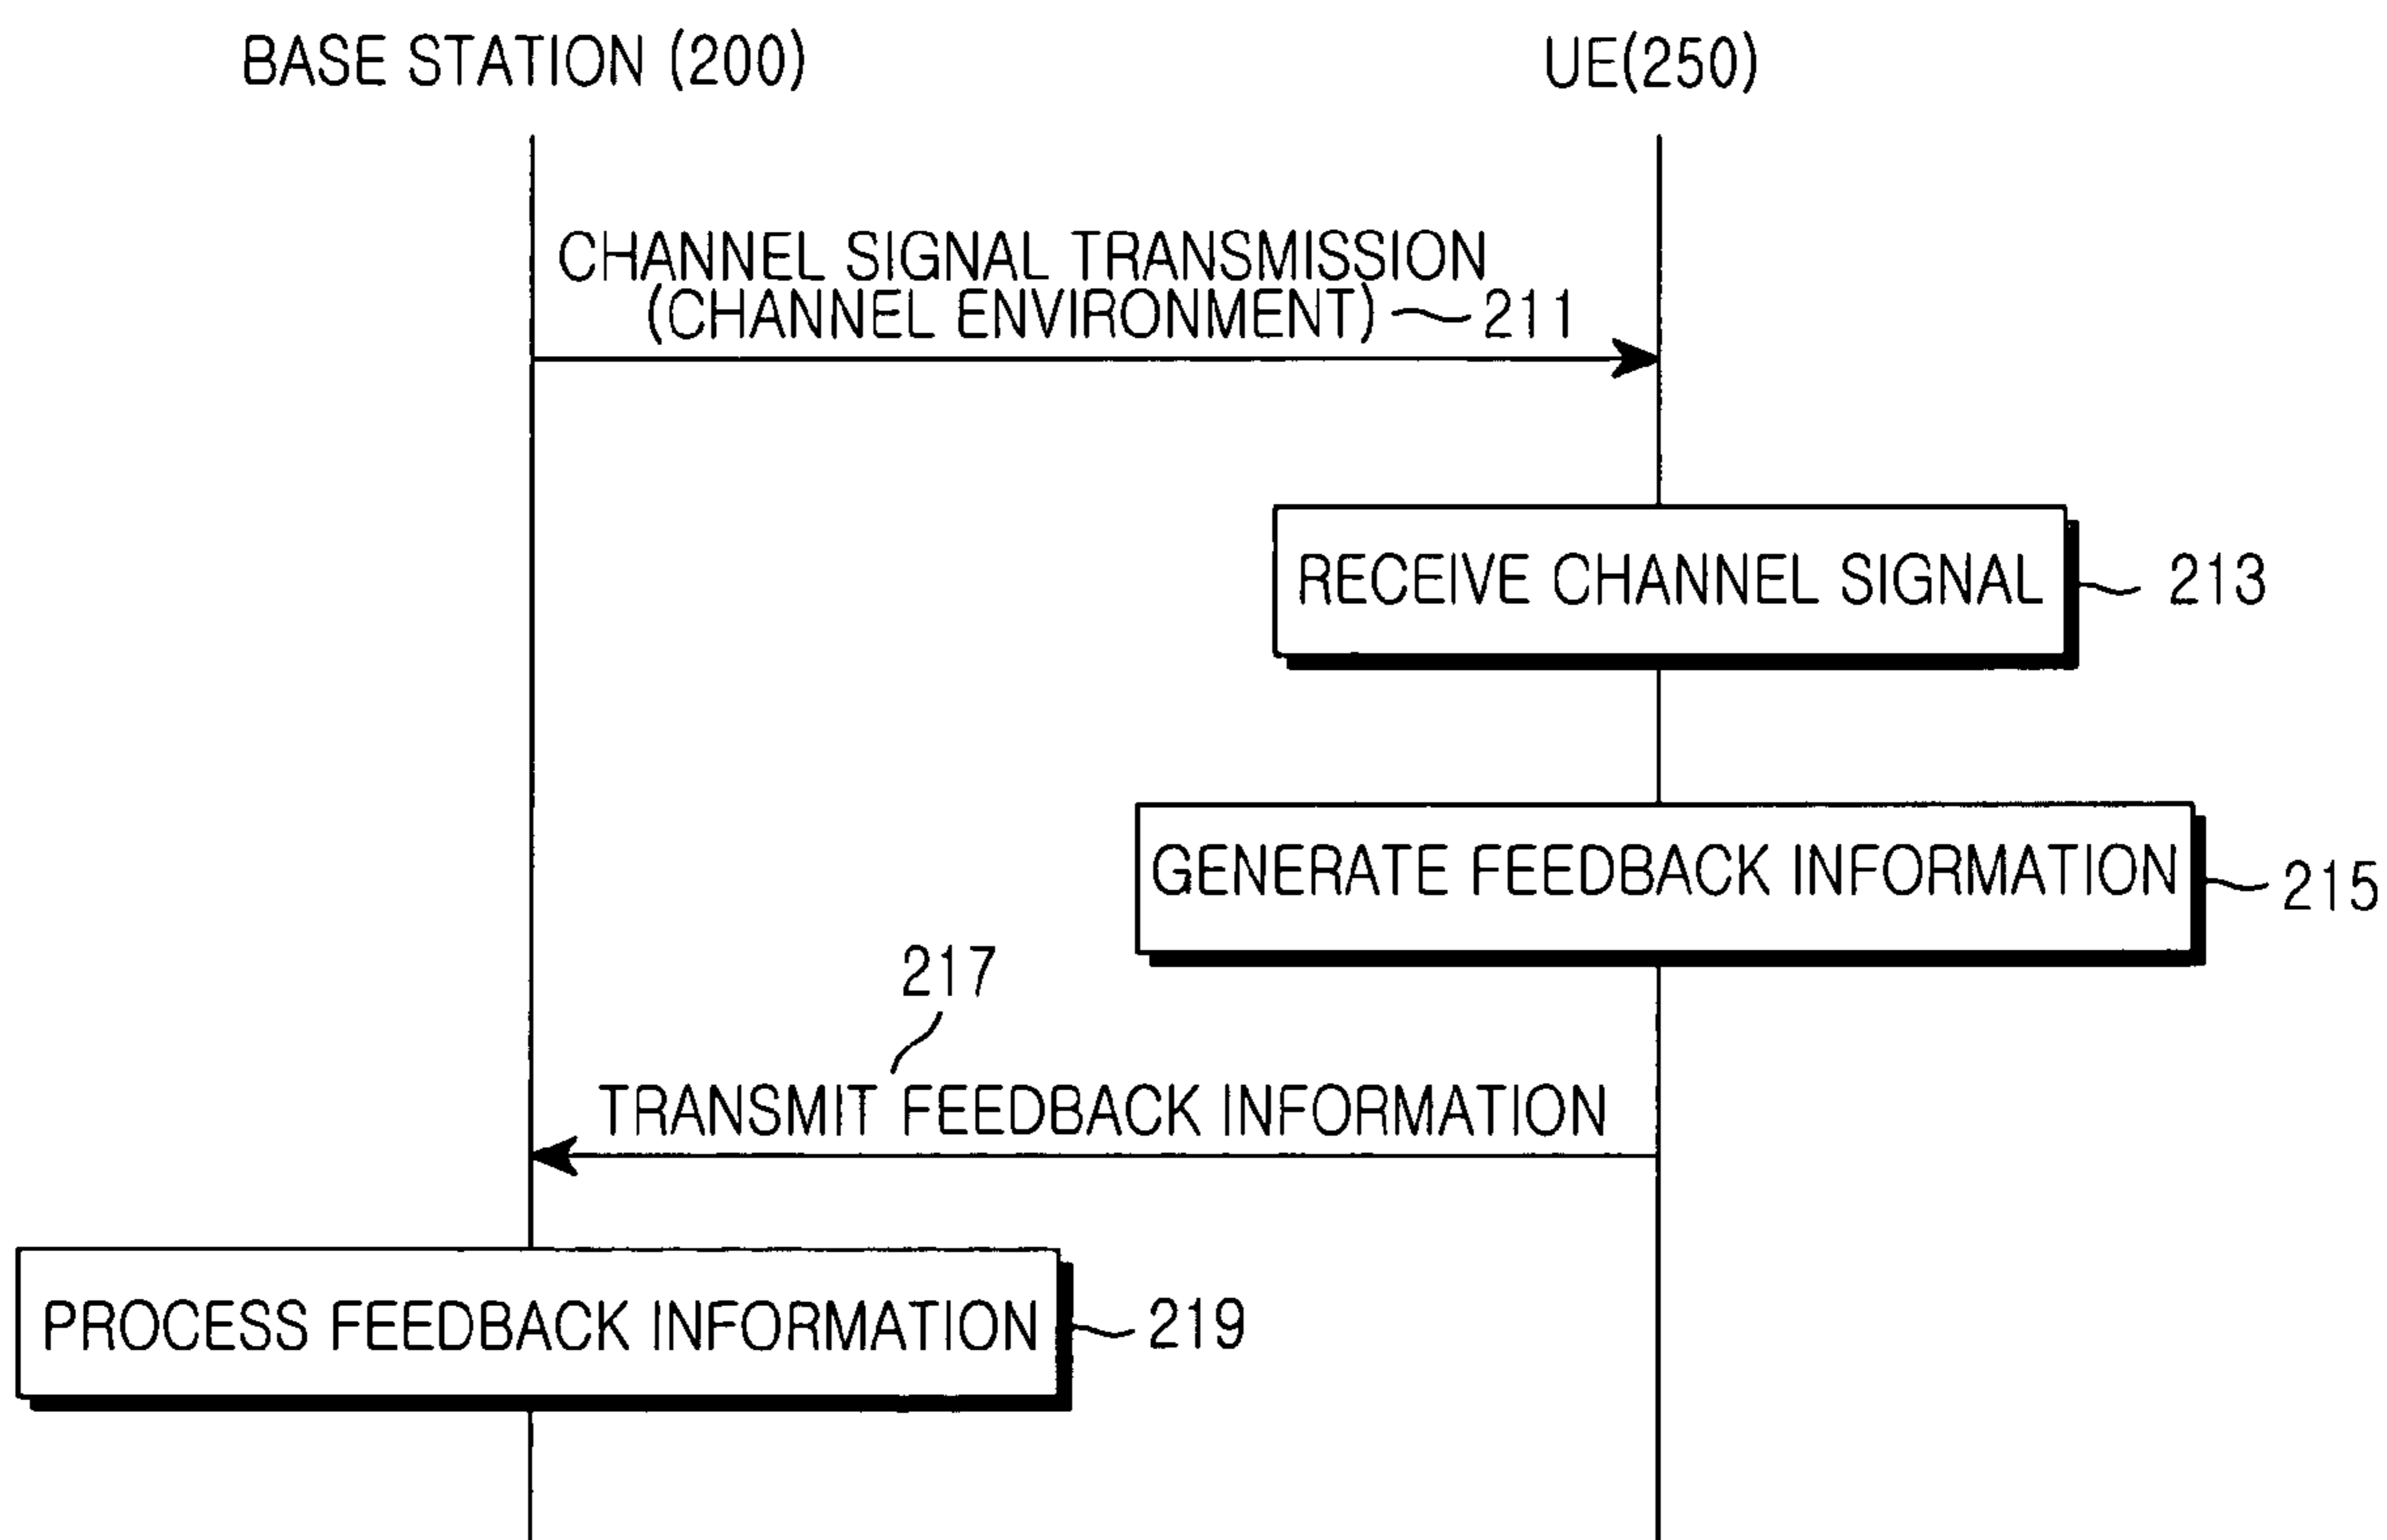 BASE STATION (200)
UE(250)
CHANNEL SIGNAL TRANSMISSION
(CHANNEL ENVIRONMENT) 211
RECEIVE CHANNEL SIGNAL 213
GENERATE FEEDBACK INFORMATION 215
217
TRANSMIT FEEDBACK INFORMATION
PROCESS FEEDBACK INFORMATION 219